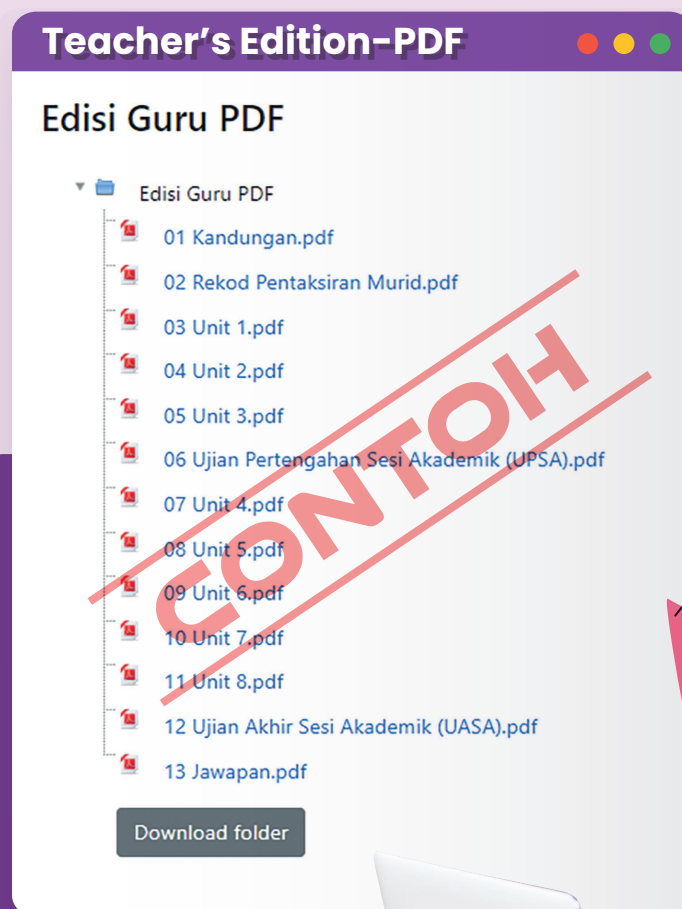 Teacher's Edition-PDF
Edisi Guru PDF
Edisi Guru PDF
01 Kandungan.pdf
02 Rekod Pentaksiran Murid.pdf
03 Unit 1.pdf
04 Unit 2.pdf
05 Unit 3.pdf
06 Ujian Pertengahan Sesi Akademik (UPSA).pdf
07 Unit 4.pdf
08 Unit 5.pdf
09 Unit 6.pdf
10 Unit 7.pdf
11 Unit 8.pdf
12 Ujian Akhir Sesi Akademik (UASA).pdf
13 Jawapan.pdf
CONTOH
Download folder